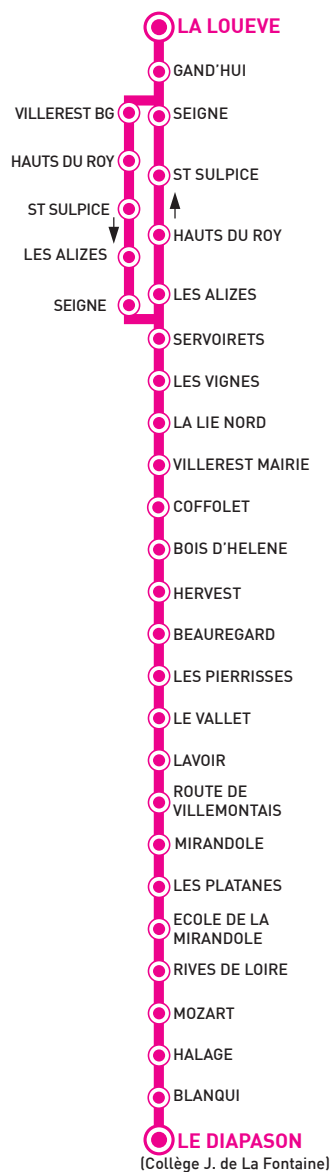 LA LOUEVE
GAND'HUI
VILLEREST BG
SEIGNE
HAUTS DU ROY
ST SULPICE
ST SULPICE
HAUTS DU ROY
LES ALIZES
LES ALIZES
SEIGNE
SERVOIRETS
LES VIGNES
LA LIE NORD
VILLEREST MAIRIE
COFFOLET
BOIS D'HELENE
HERVEST
BEAUREGARD
LES PIERRISSES
LE VALLET
LAVOIR
ROUTE DE
VILLEMONTAIS
MIRANDOLE
LES PLATANES
ECOLE DE LA
MIRANDOLE
RIVES DE LOIRE
MOZART
HALAGE
BLANQUI
LE DIAPASON
(Collège J. de La Fontaine)